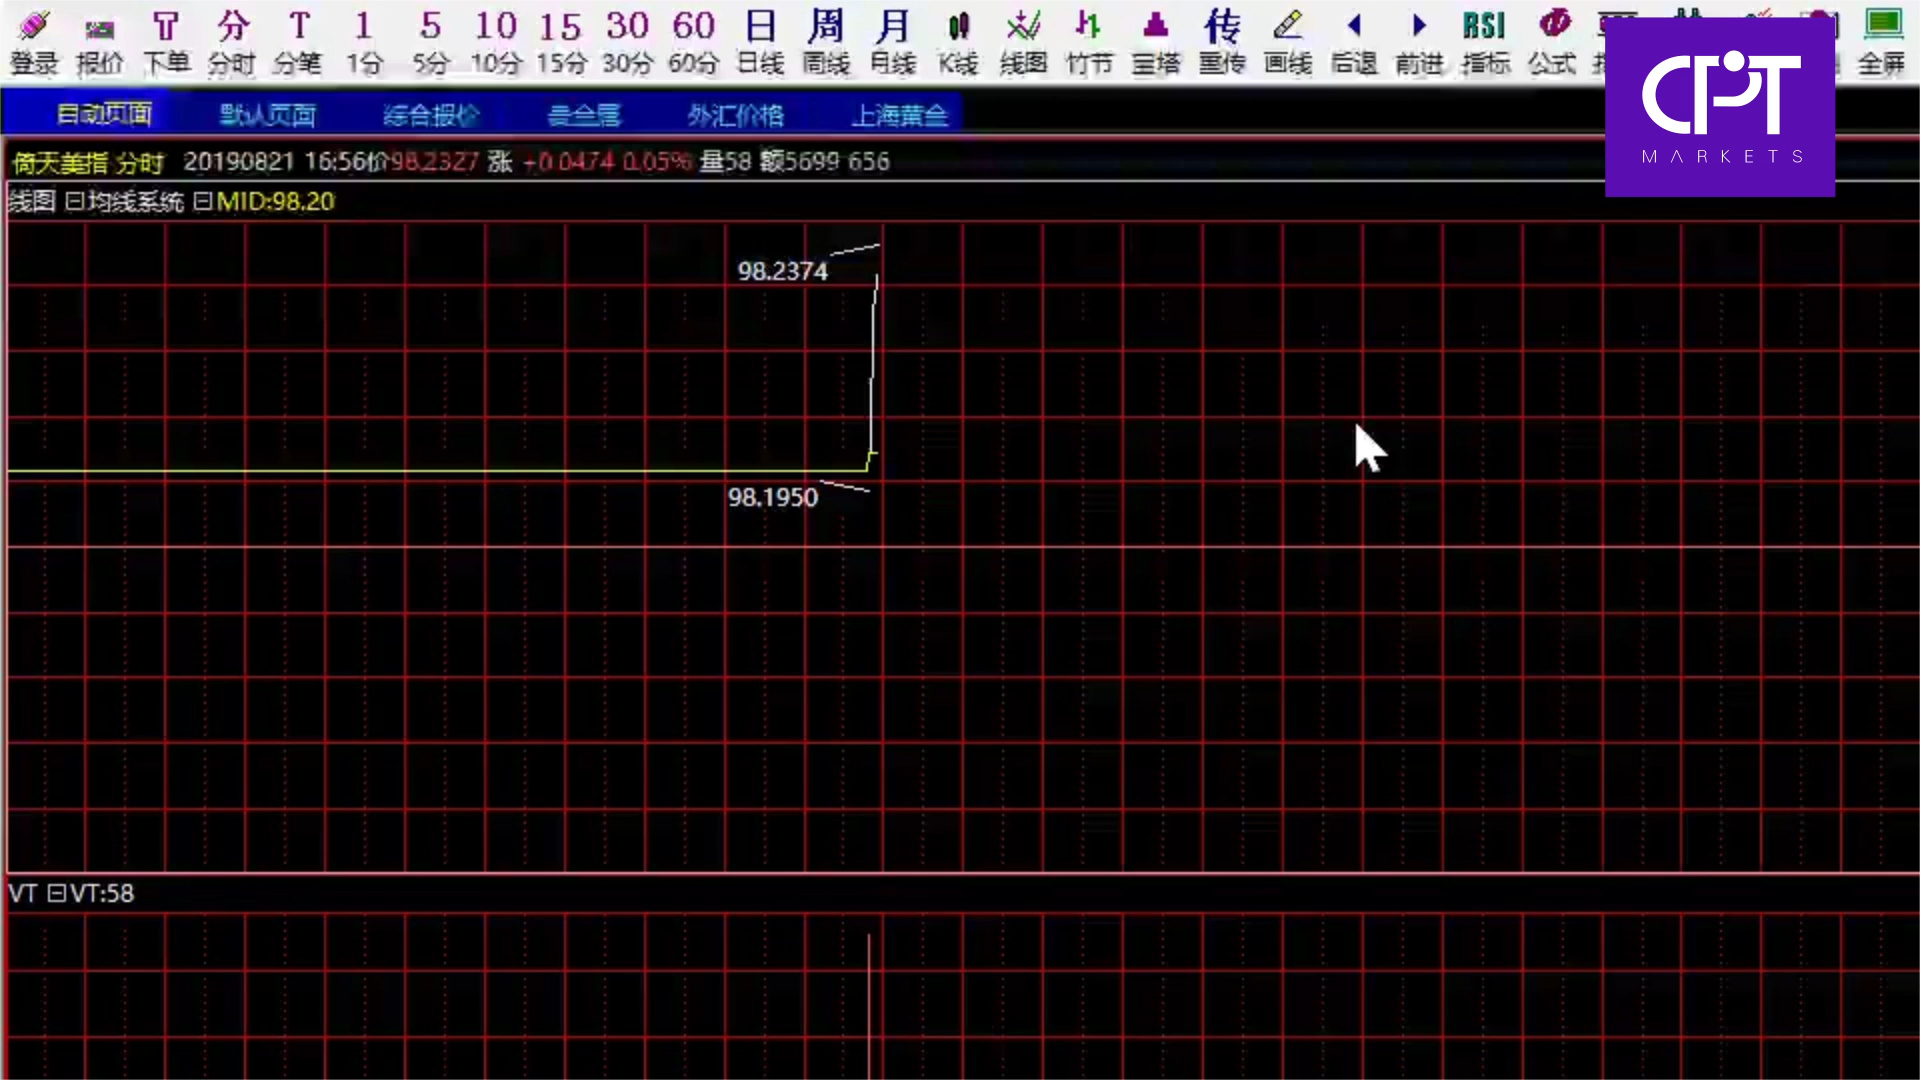 分 T 1 5 10 15 30 60 日 周 月 传 RSI
登录 报价 下单 分时 分笔 1分 5分 10分 15分 30分 60分 日线 周线 月线 K线 线图 竹节 宝塔 重传 画线 后退 前进 指标 公式 全屏
CPT
MARKETS
自动页面 默认页面 综合报价 贵金属 外汇价格 上海黄金
倚天美指 分时 20190821 16:56价98.2327 涨 +0.0474 0.05% 量58 额5699 656
线图 均线系统 MID:98.20
98.2374
98.1950
VT VT:58